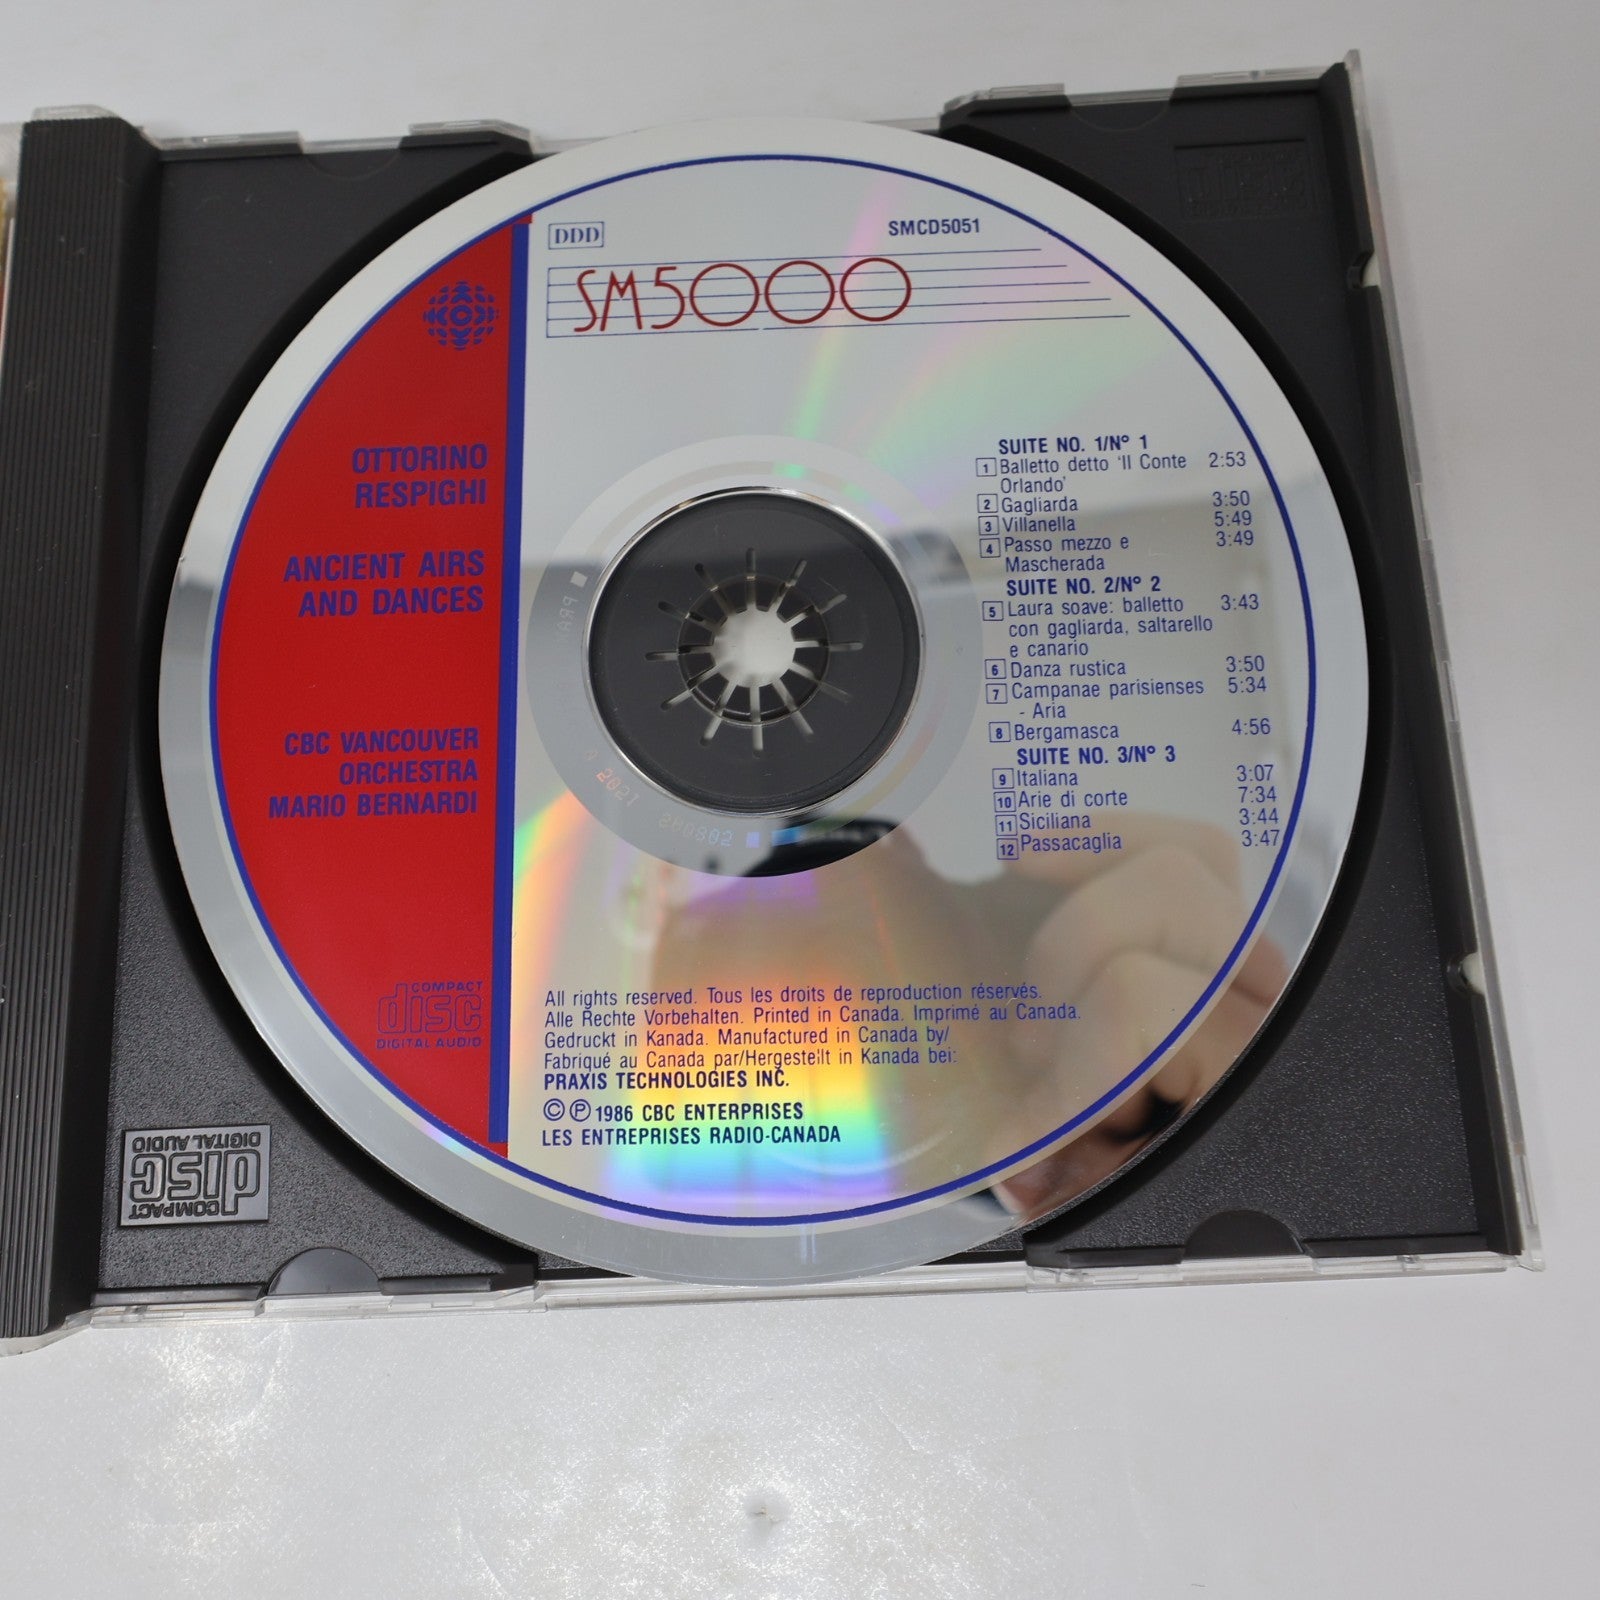 DDD
SMCD5051
SM5000
OTTORINO
RESPIGHI
ANCIENT AIRS
AND DANCES
CBC VANCOUVER
ORCHESTRA
MARIO BERNARDI
COMPACT
disc
DIGITAL AUDIO
SUITE NO. 1/Nº 1
1 Balletto detto 'Il Conte 2:53
Orlando'
2 Gagliarda 3:50
3 Villanella 5:49
4 Passo mezzo e 3:49
Mascherada
SUITE NO. 2/Nº 2
5 Laura soave: balletto 3:43
con gagliarda, saltarello
e canario
6 Danza rustica 3:50
7 Campanae parisienses 5:34
- Aria
8 Bergamasca 4:56
SUITE NO. 3/Nº 3
9 Italiana 3:07
10 Arie di corte 7:34
11 Siciliana 3:44
12 Passacaglia 3:47
All rights reserved. Tous les droits de reproduction réservés.
Alle Rechte Vorbehalten. Printed in Canada. Imprimé au Canada.
Gedruckt in Kanada. Manufactured in Canada by/
Fabriqué au Canada par/Hergestellt in Kanada bei:
PRAXIS TECHNOLOGIES INC.
©℗1986 CBC ENTERPRISES
LES ENTREPRISES RADIO-CANADA
COMPACT
disc
DIGITAL AUDIO